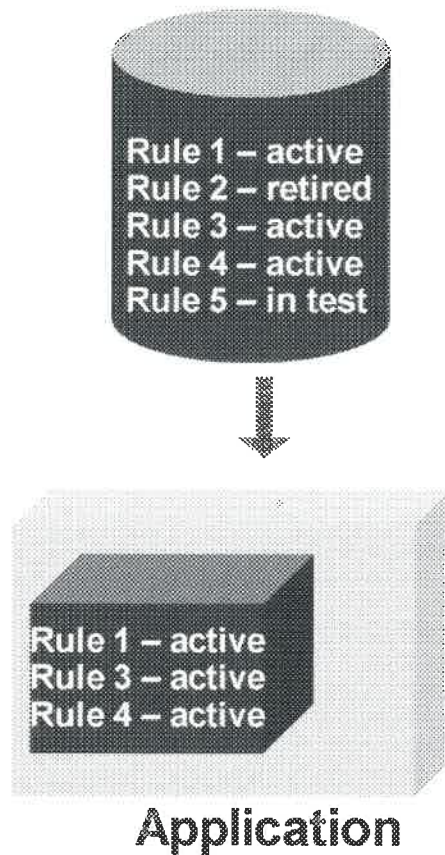 Rule 1 – active
Rule 2 – retired
Rule 3 – active
Rule 4 – active
Rule 5 – in test
Rule 1 – active
Rule 3 – active
Rule 4 – active
Application